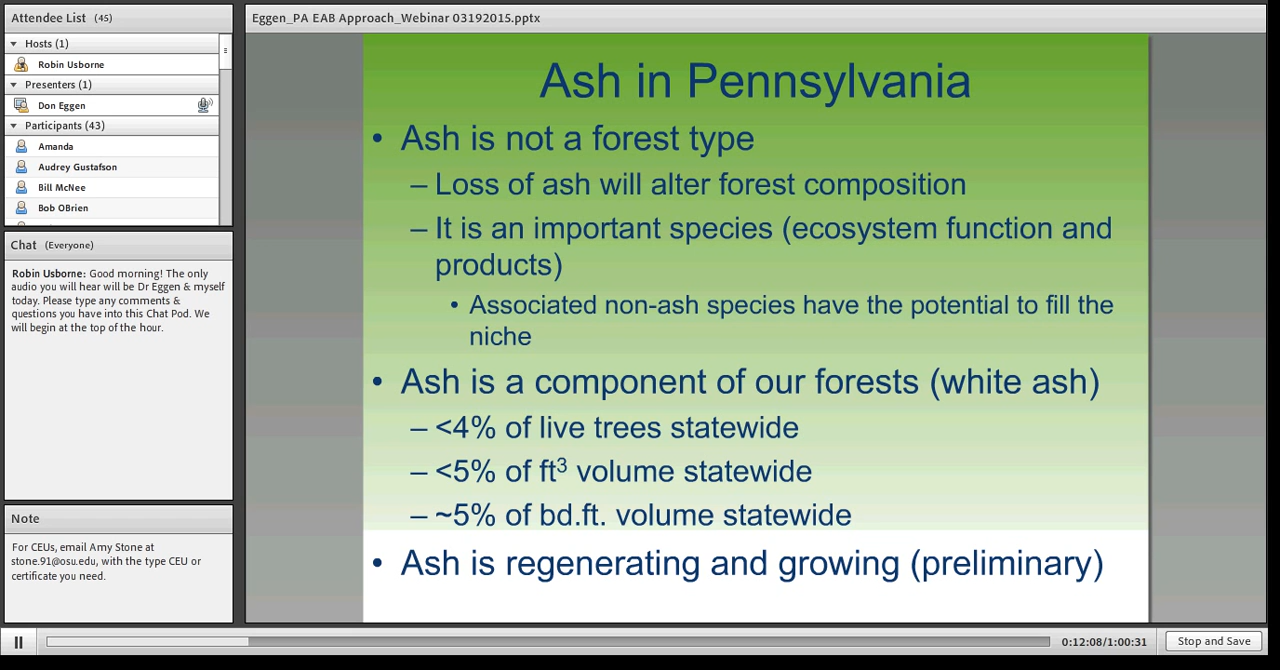 Attendee List (45)
Hosts (1)
Robin Usborne
Presenters (1)
Don Eggen
Participants (43)
Amanda
Audrey Gustafson
Bill McNee
Bob OBrien
Chat (Everyone)
Robin Usborne: Good morning! The only
audio you will hear will be Dr Eggen & myself
today. Please type any comments &
questions you have into this Chat Pod. We
will begin at the top of the hour.
Note
For CEUs, email Amy Stone at
stone.91@osu.edu, with the type CEU or
certificate you need.
Eggen_PA EAB Approach_Webinar 03192015.pptx
Ash in Pennsylvania
• Ash is not a forest type
– Loss of ash will alter forest composition
– It is an important species (ecosystem function and
products)
• Associated non-ash species have the potential to fill the
niche
• Ash is a component of our forests (white ash)
– <4% of live trees statewide
– <5% of ft³ volume statewide
– ~5% of bd.ft. volume statewide
• Ash is regenerating and growing (preliminary)
0:12:08/1:00:31
Stop and Save